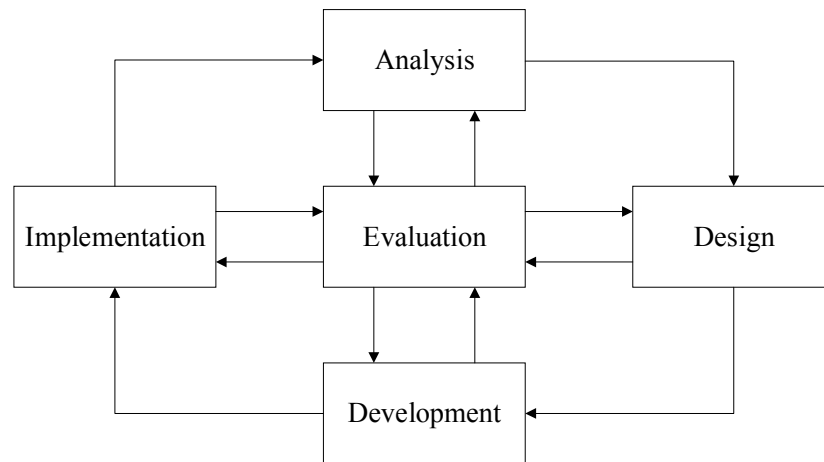 Analysis
Implementation
Evaluation
Design
Development